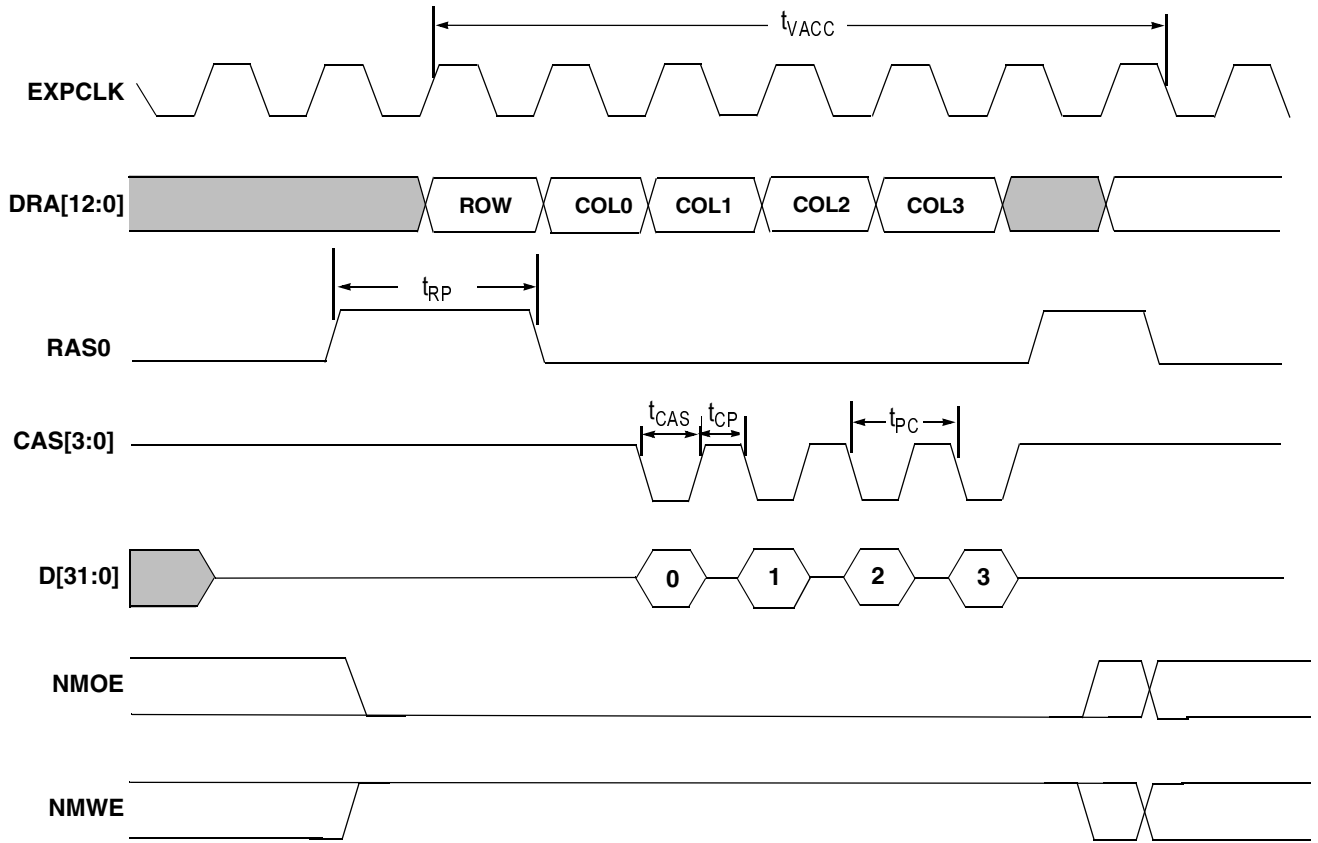 tVACC
EXPCLK
DRA[12:0] ROW COL0 COL1 COL2 COL3
tRP
RAS0
tCAS tCP tPC
CAS[3:0]
D[31:0] 0 1 2 3
NMOE
NMWE